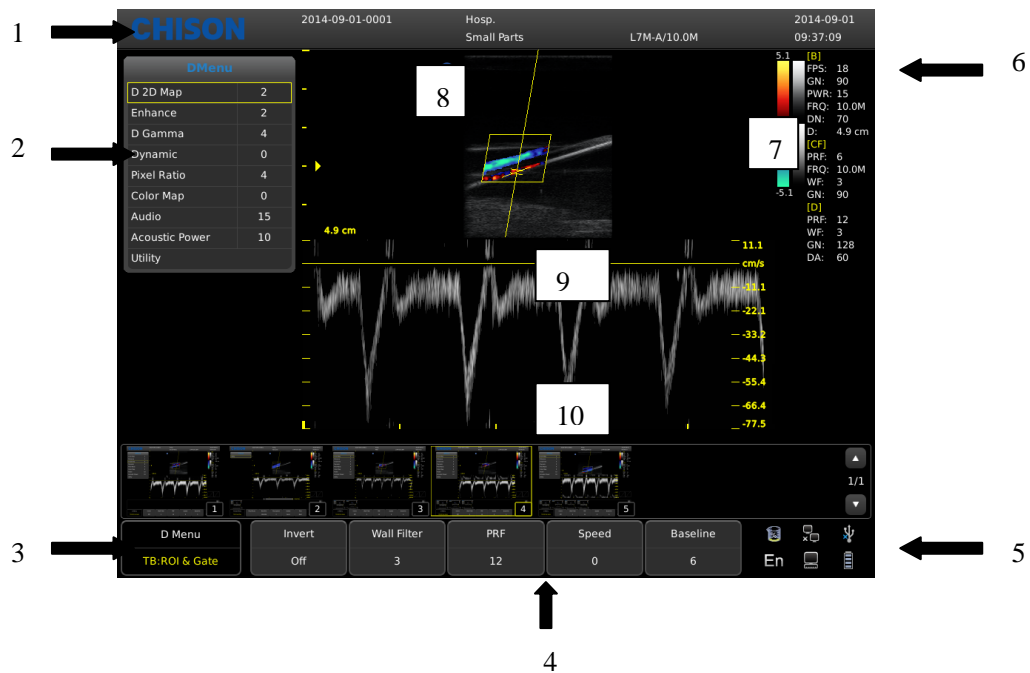 CHISON
2014-09-01-0001 Hosp. 2014-09-01
Small Parts L7M-A/10.0M 09:37:09
1
6
DMenu
D 2D Map 2
Enhance 2
D Gamma 4
Dynamic 0
Pixel Ratio 4
Color Map 0
Audio 15
Acoustic Power 10
Utility
2
8
4.9 cm
5.1
7
-5.1
[B]
FPS: 18
GN: 90
PWR: 15
FRQ: 10.0M
DN: 70
D: 4.9 cm
[CF]
PRF: 6
FRQ: 10.0M
WF: 3
GN: 90
[D]
PRF: 12
WF: 3
GN: 128
DA: 60
9
11.1
cm/s
-11.1
-22.1
-33.2
-44.3
-55.4
-66.4
-77.5
10
1 2 3 4 5
1/1
3
D Menu
TB:ROI & Gate
Invert
Off
Wall Filter
3
PRF
12
Speed
0
Baseline
6
En
5
4